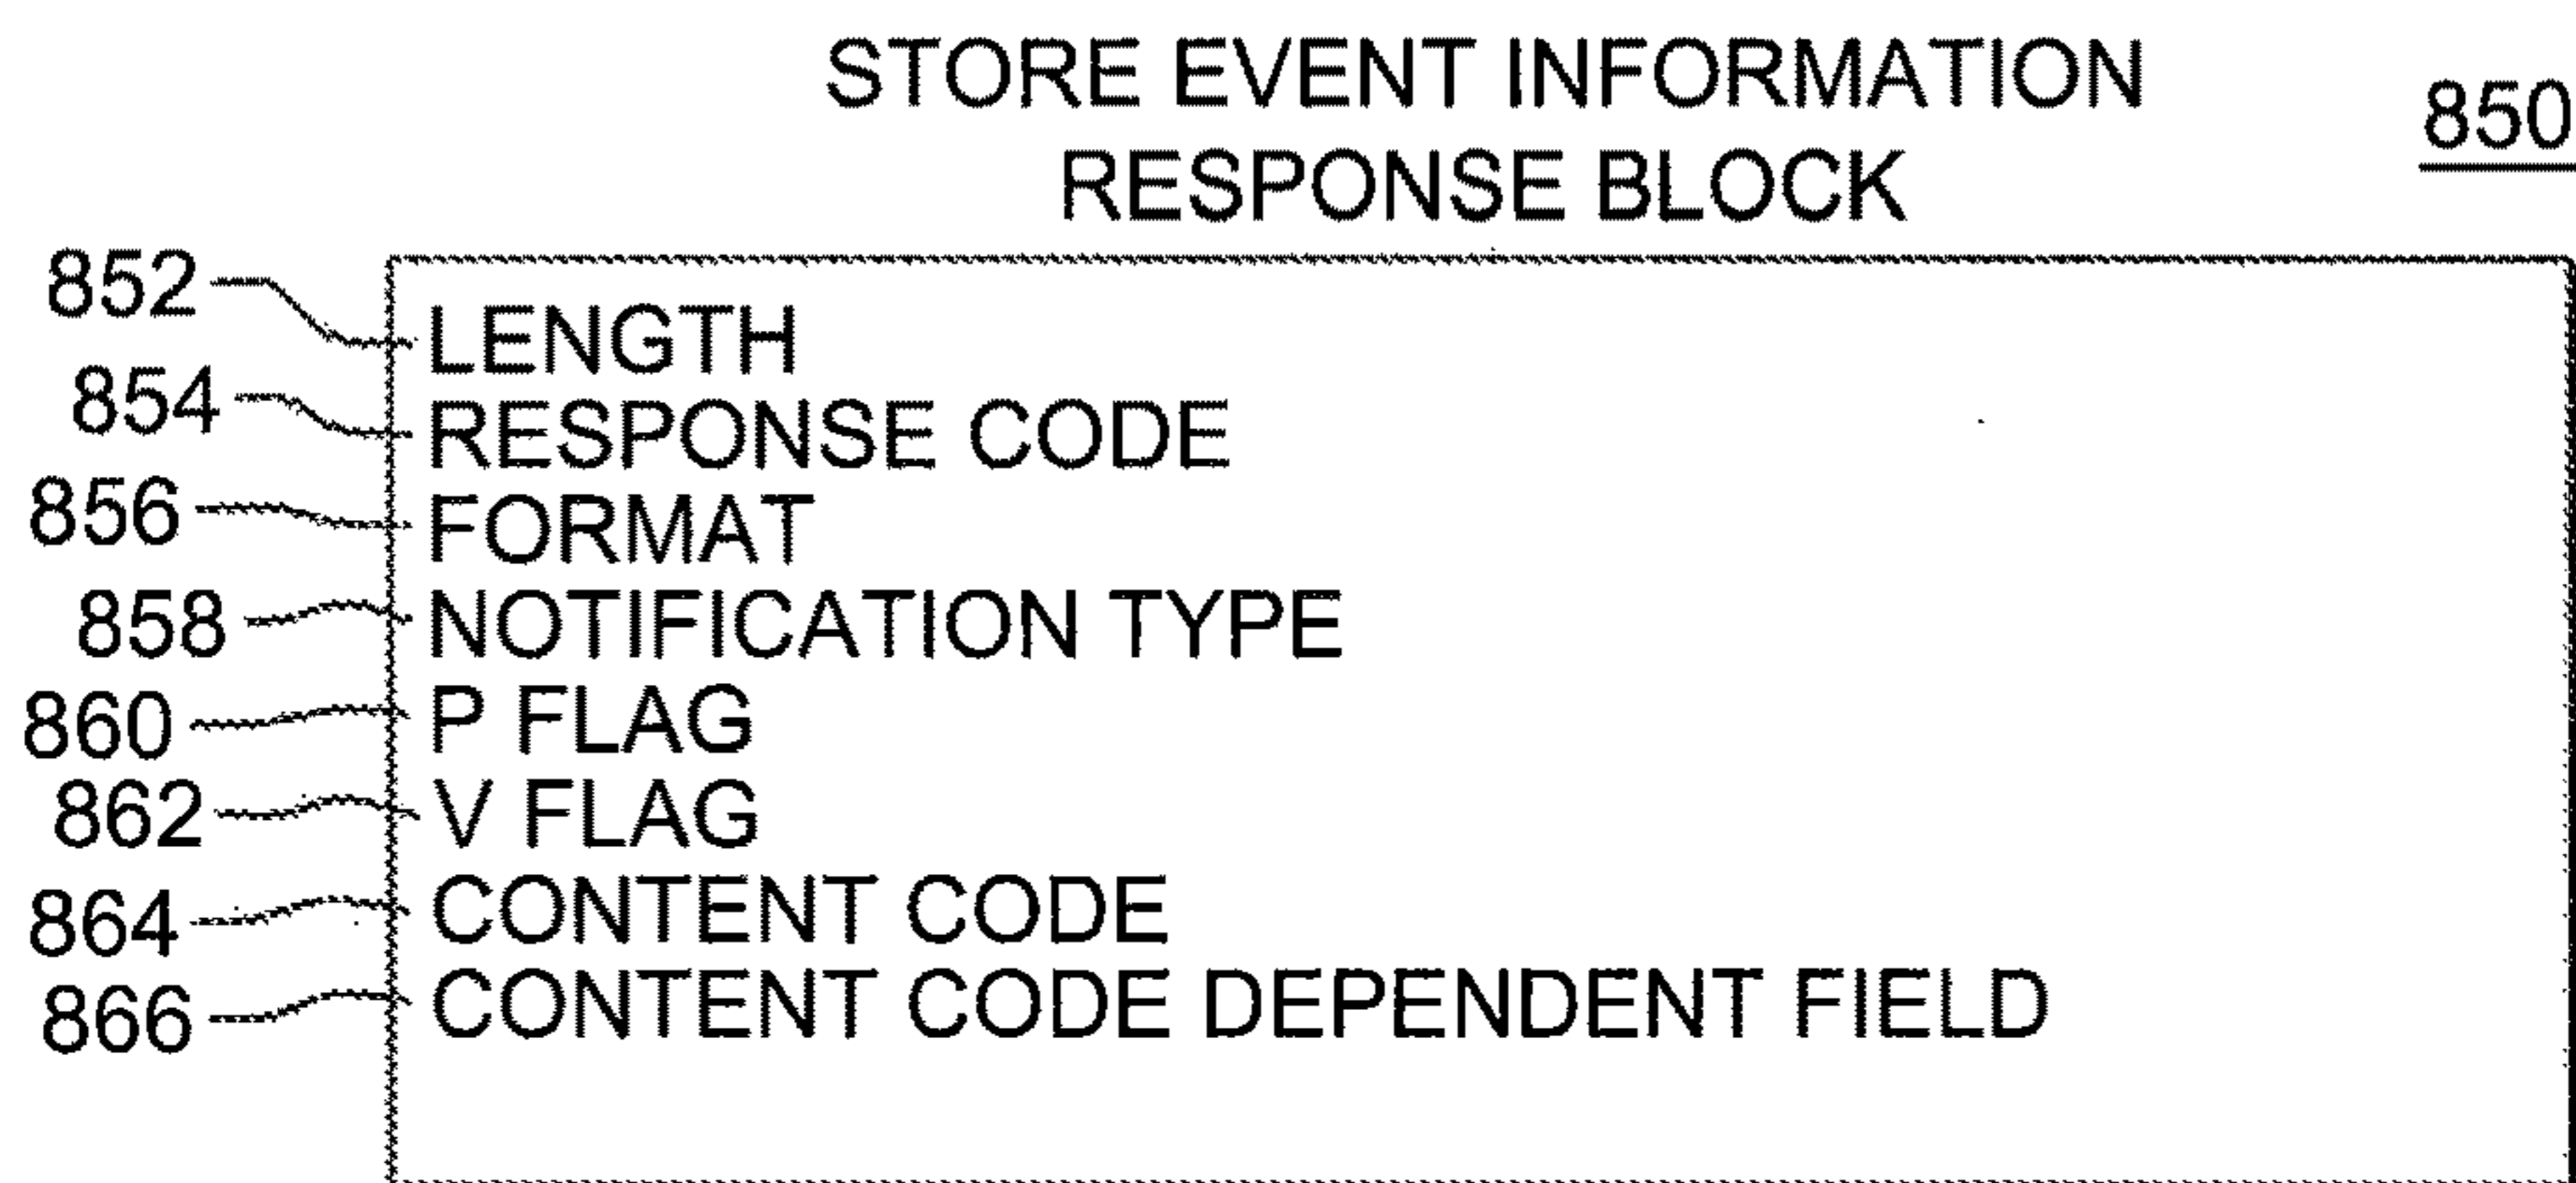 STORE EVENT INFORMATION
RESPONSE BLOCK
850
852 LENGTH
854 RESPONSE CODE
856 FORMAT
858 NOTIFICATION TYPE
860 P FLAG
862 V FLAG
864 CONTENT CODE
866 CONTENT CODE DEPENDENT FIELD